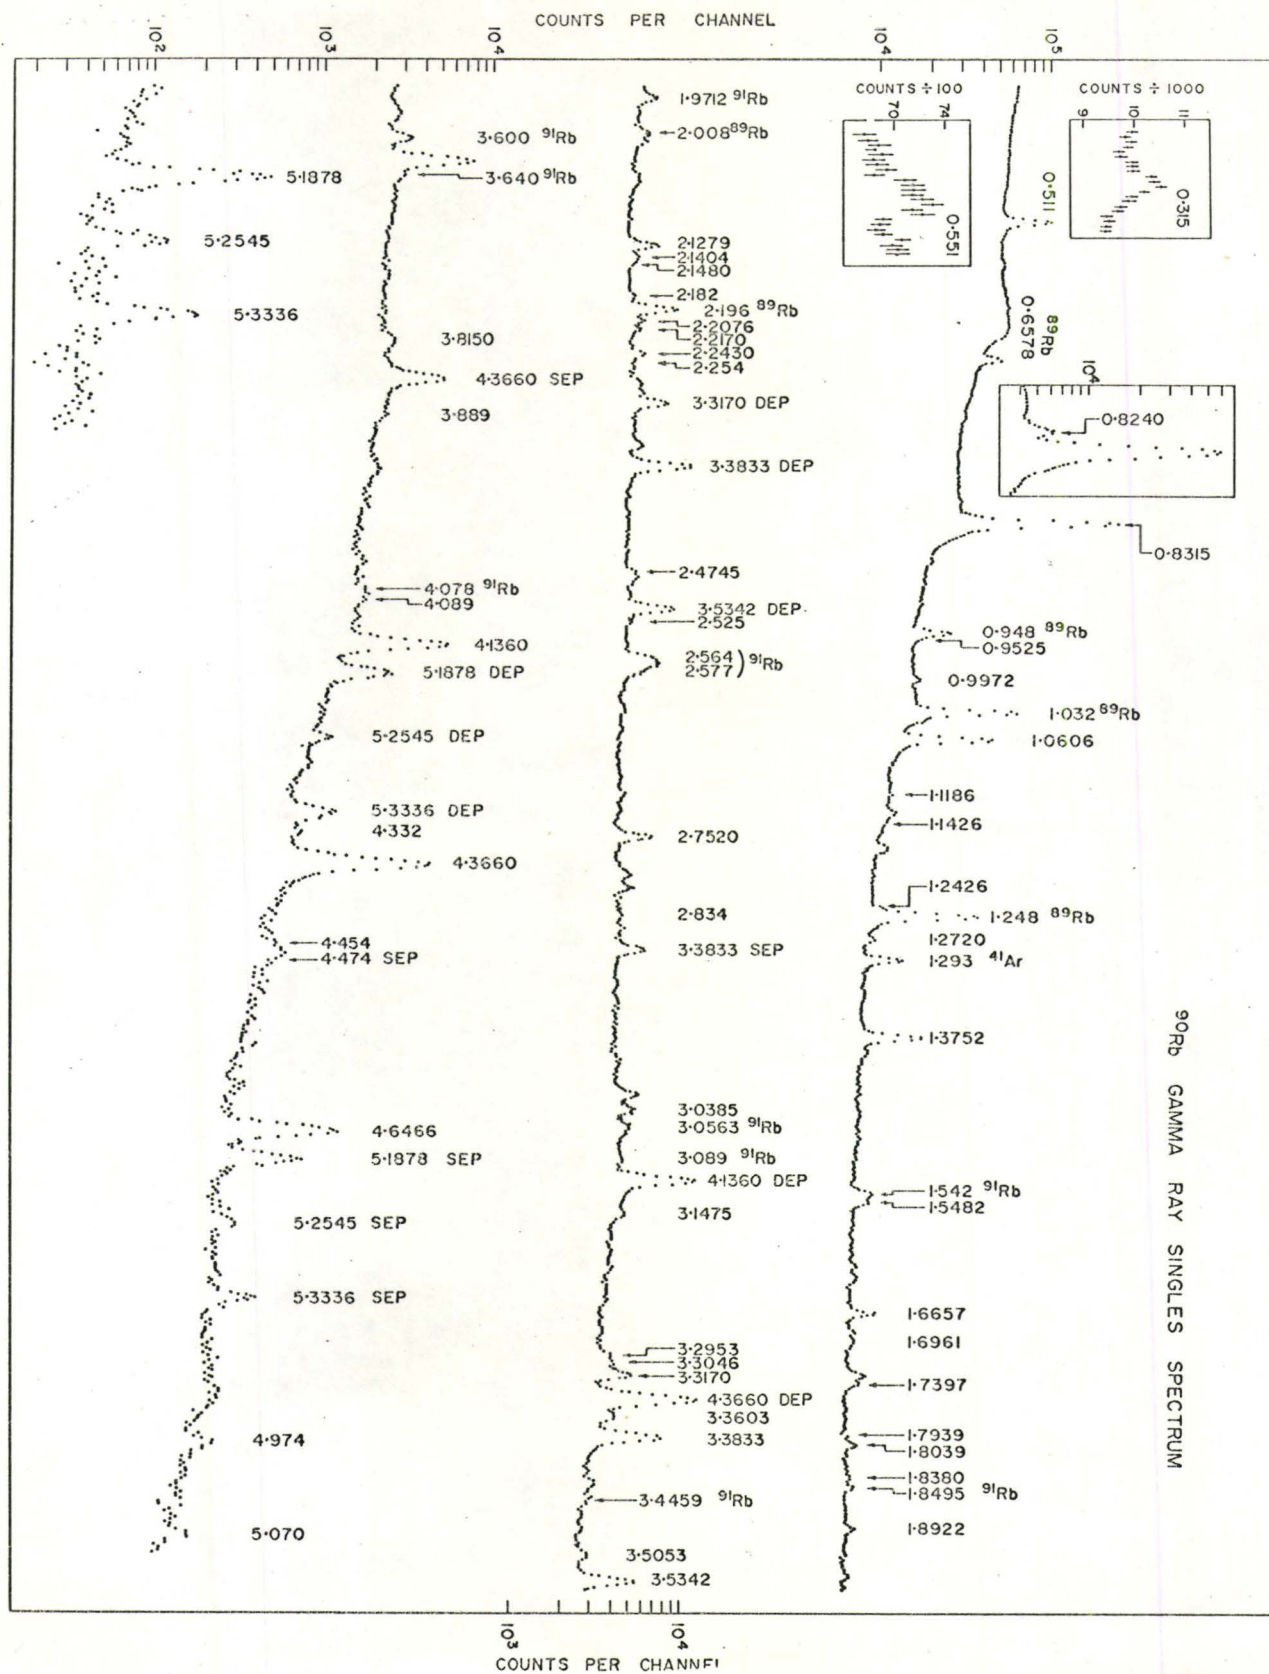 COUNTS PER CHANNEL
10² 10³ 10⁴ 10⁴ 10⁵
COUNTS ÷ 100
70 74
0·551
COUNTS ÷ 1000
9 10 11
0·315
0·511
0·6578 ⁸⁹Rb
10⁴
0·8240
0·8315
0·948 ⁸⁹Rb
0·9525
0·9972
1·032 ⁸⁹Rb
1·0606
1·1186
1·1426
1·2426
1·248 ⁸⁹Rb
1·2720
1·293 ⁴¹Ar
1·3752
1·542 ⁹¹Rb
1·5482
1·6657
1·6961
1·7397
1·7939
1·8039
1·8380
1·8495 ⁹¹Rb
1·8922
⁹⁰Rb GAMMA RAY SINGLES SPECTRUM
1·9712 ⁹¹Rb
2·008 ⁸⁹Rb
2·1279
2·1404
2·1480
2·182
2·196 ⁸⁹Rb
2·2076
2·2170
2·2430
2·254
3·3170 DEP
3·3833 DEP
2·4745
3·5342 DEP
2·525
2·564
2·577 ) ⁹¹Rb
2·7520
2·834
3·3833 SEP
3·0385
3·0563 ⁹¹Rb
3·089 ⁹¹Rb
4·1360 DEP
3·1475
3·2953
3·3046
3·3170
4·3660 DEP
3·3603
3·3833
3·4459 ⁹¹Rb
3·5053
3·5342
3·600 ⁹¹Rb
3·640 ⁹¹Rb
3·8150
4·3660 SEP
3·889
4·078 ⁹¹Rb
4·089
4·1360
5·1878 DEP
5·2545 DEP
5·3336 DEP
4·332
4·3660
4·454
4·474 SEP
4·6466
5·1878 SEP
5·2545 SEP
5·3336 SEP
4·974
5·070
5·1878
5·2545
5·3336
10³ 10⁴
COUNTS PER CHANNEL